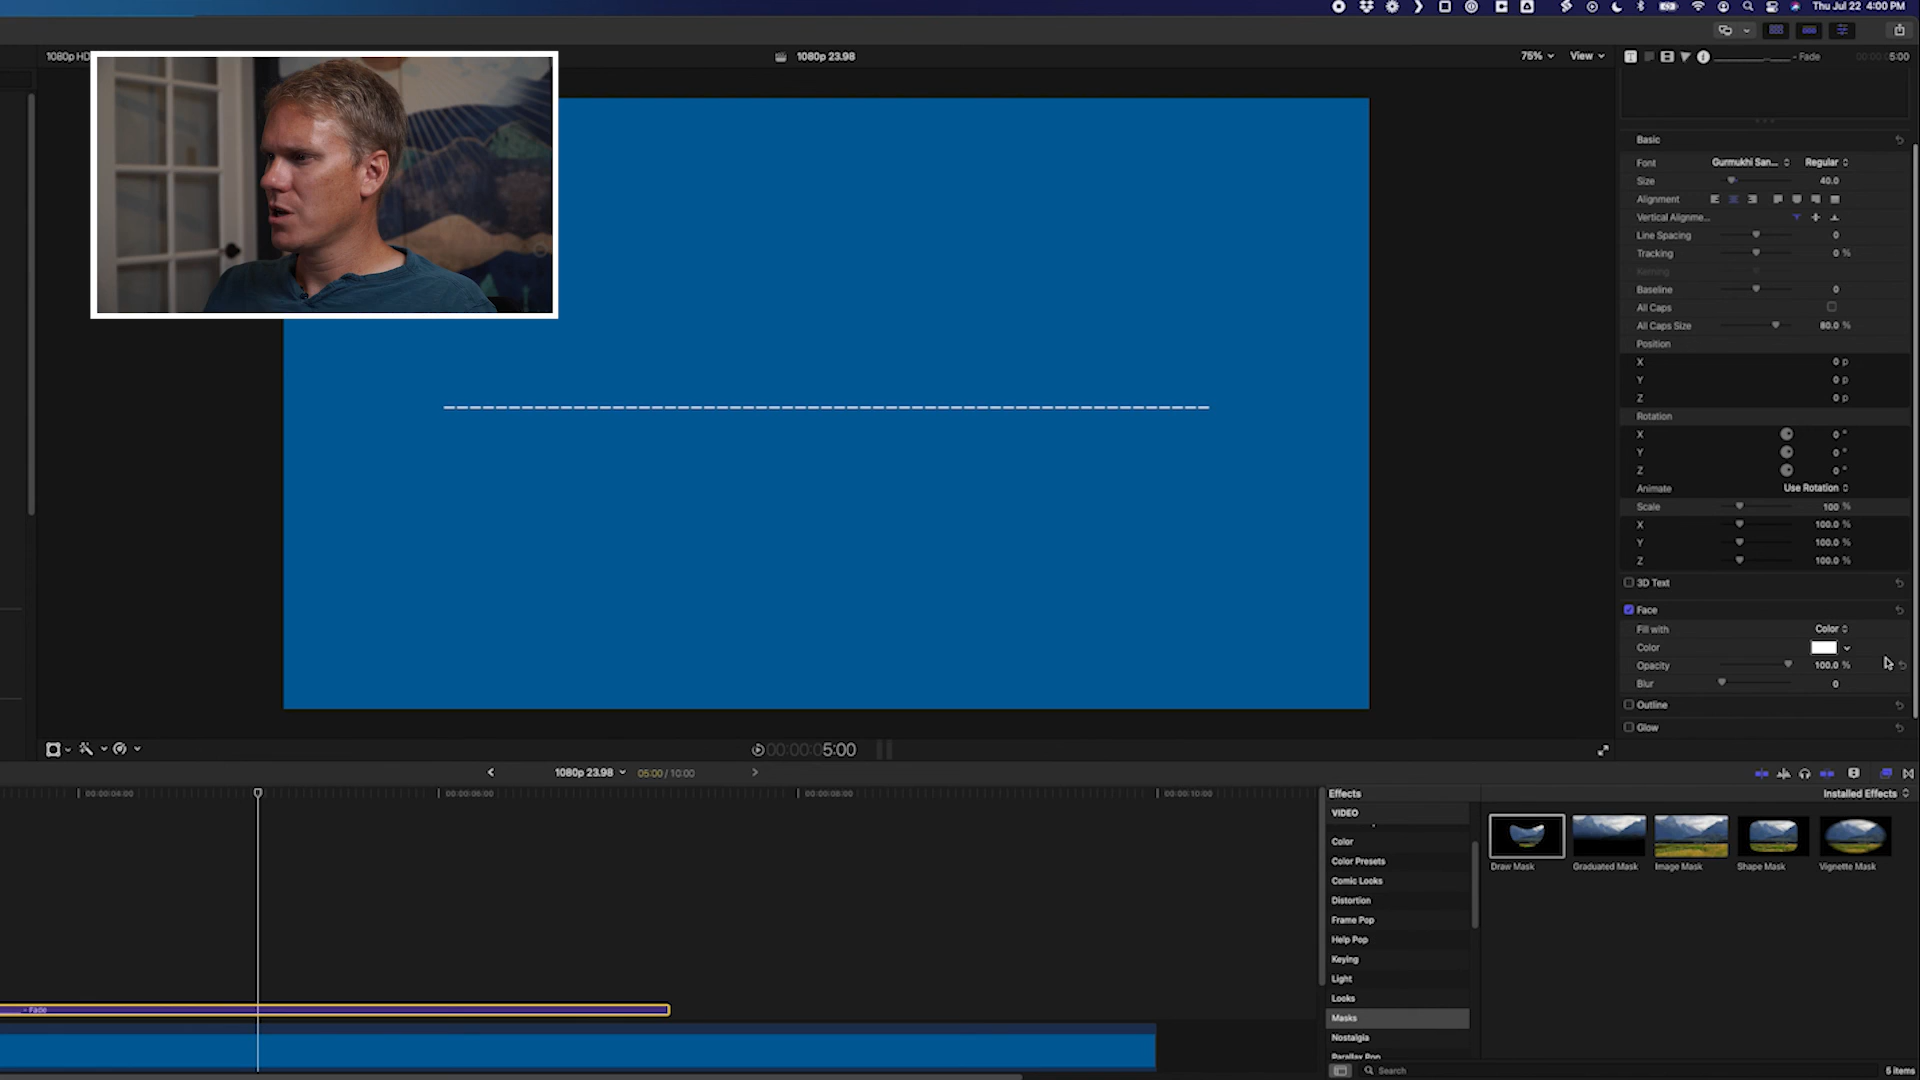 Thu Jul 22 4:00 PM
1080p HD
1080p 23.98
75%
View
- Fade
5:00
Basic
Font Gurmukhi San... Regular
Size 40.0
Alignment
Vertical Alignme...
Line Spacing 0
Tracking 0 %
Kerning
Baseline 0
All Caps
All Caps Size 80.0 %
Position
X 0 p
Y 0 p
Z 0 p
Rotation
X 0 °
Y 0 °
Z 0 °
Animate Use Rotation
Scale 100 %
X 100.0 %
Y 100.0 %
Z 100.0 %
3D Text
Face
Fill with Color
Color
Opacity 100.0 %
Blur 0
Outline
Glow
00:00:00:05:00
1080p 23.98 05:00 / 10:00
00:00:04:00
00:00:06:00
00:00:08:00
00:00:10:00
- Fade
Effects
Installed Effects
VIDEO
Color
Color Presets
Comic Looks
Distortion
Frame Pop
Help Pop
Keying
Light
Looks
Masks
Nostalgia
Parallax Pop
Draw Mask
Graduated Mask
Image Mask
Shape Mask
Vignette Mask
Search
6 items